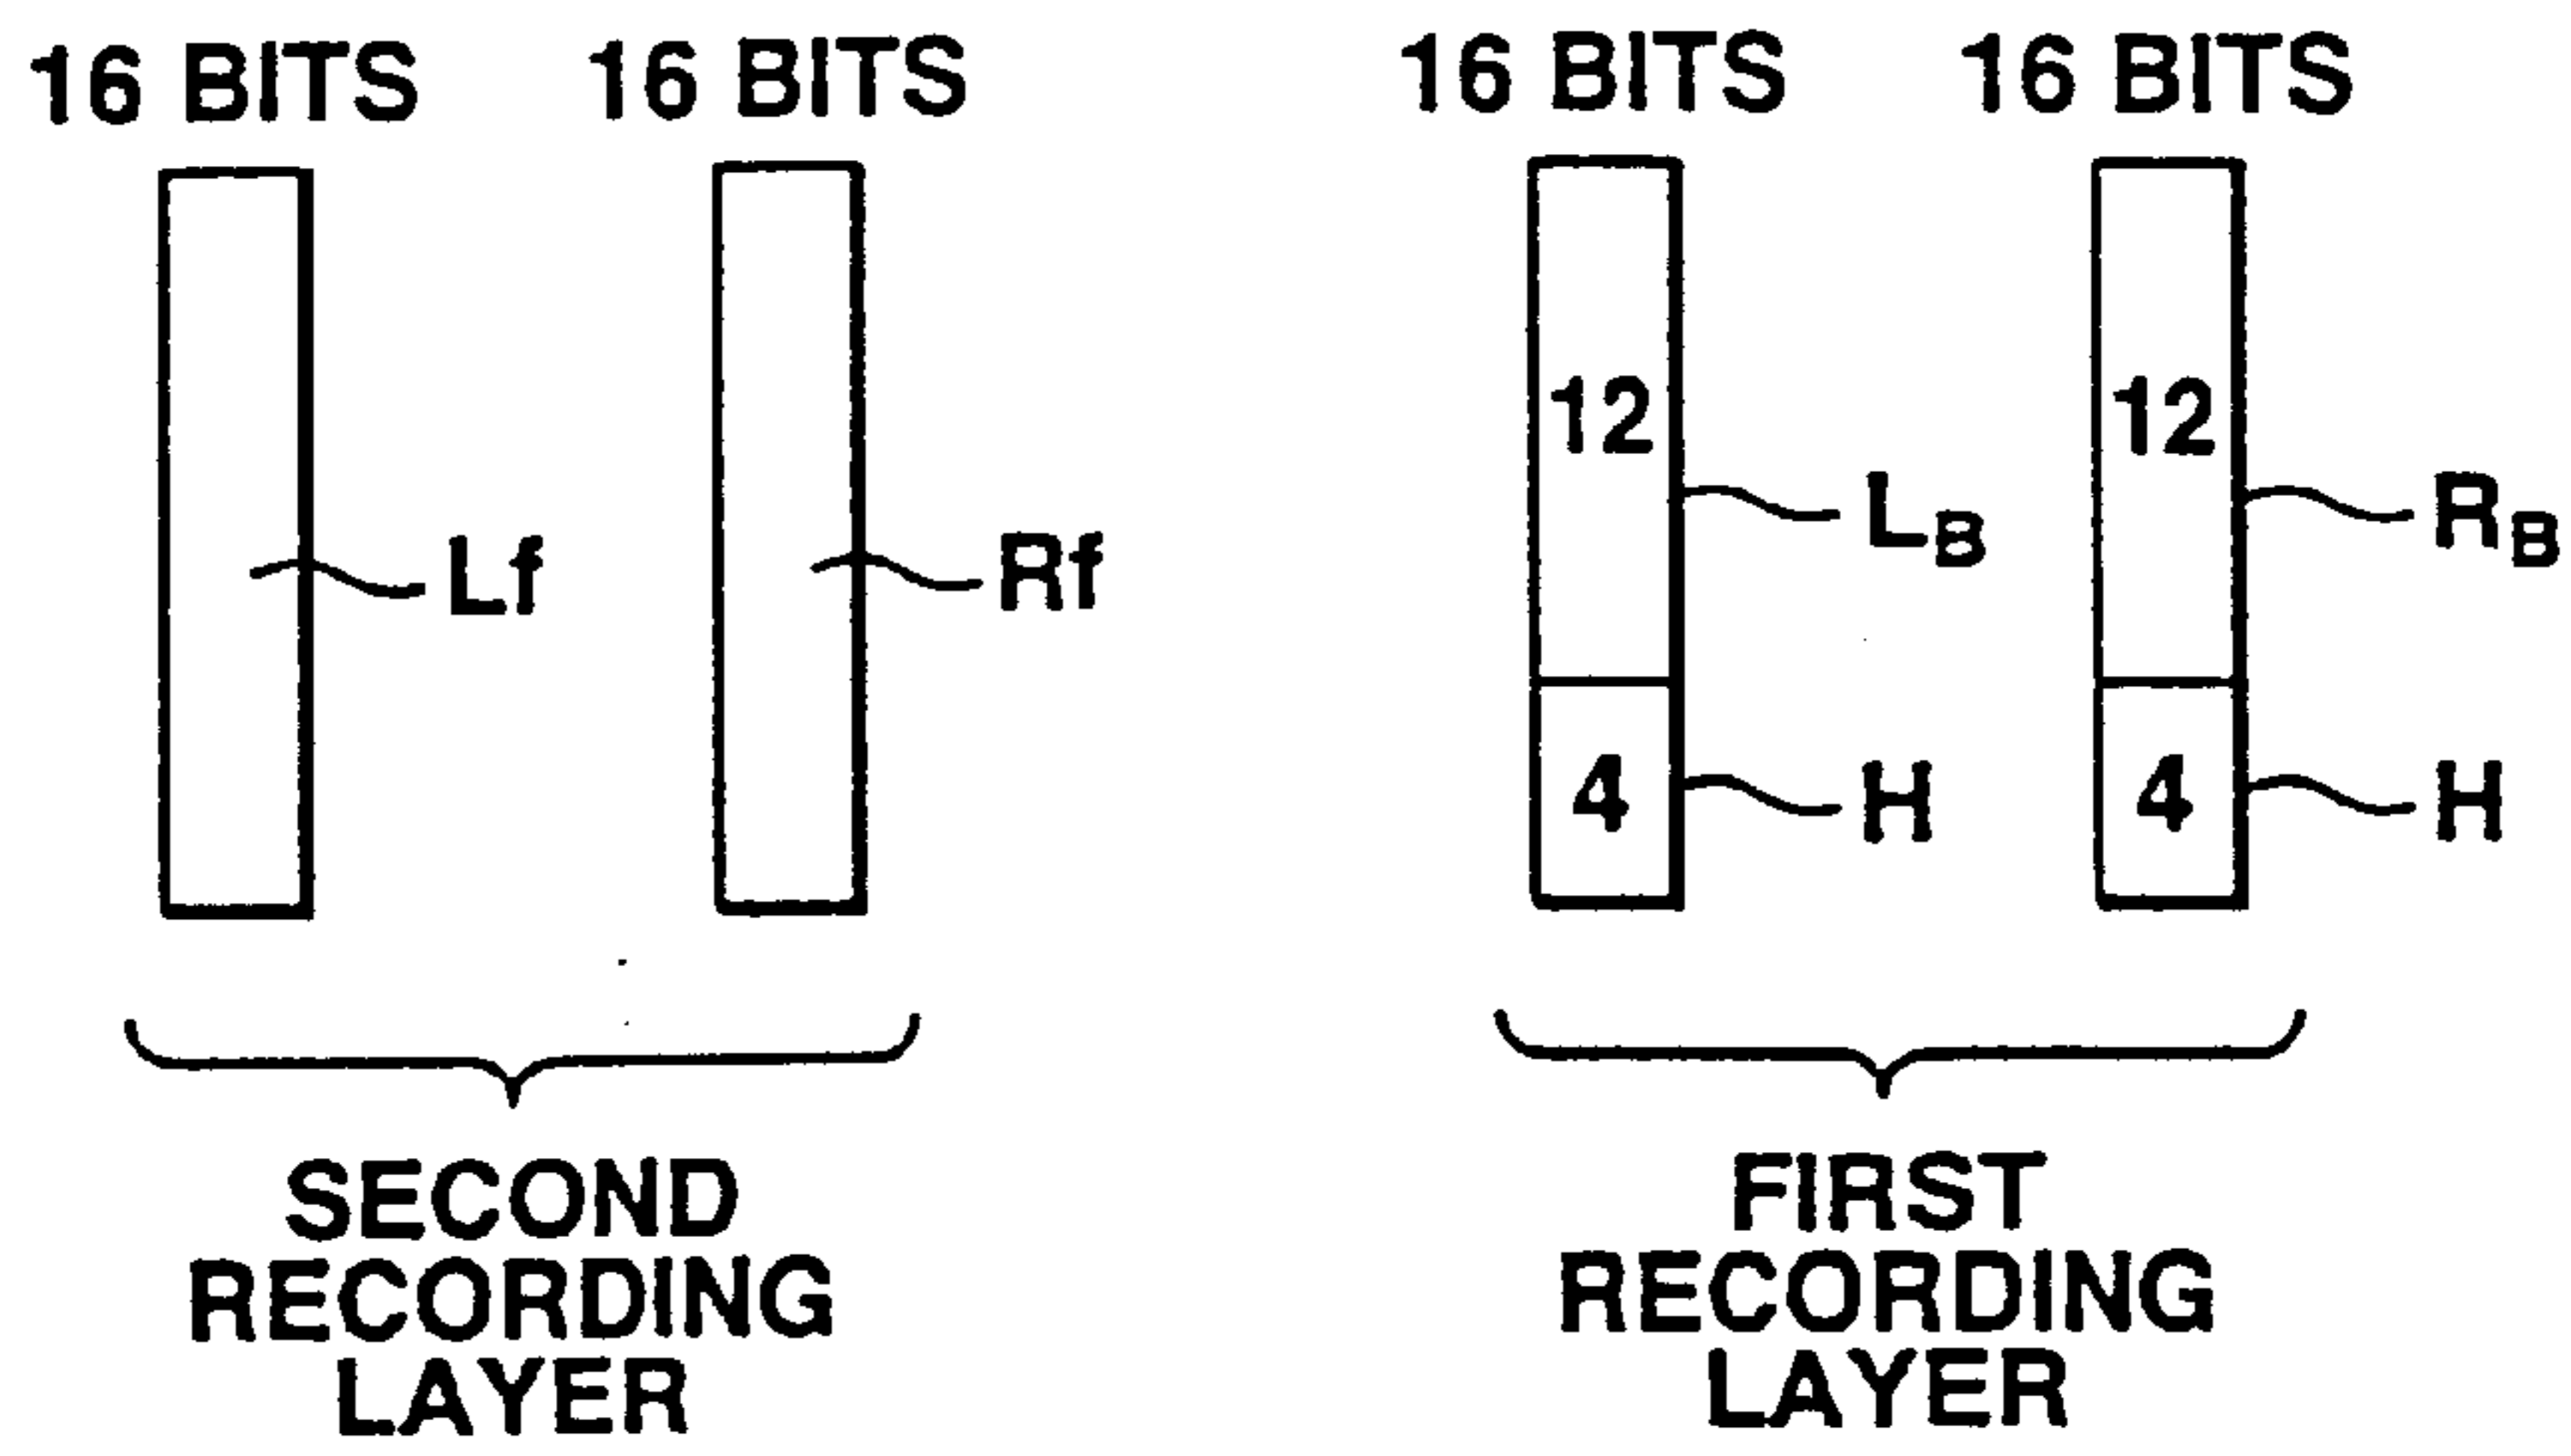 16 BITS 16 BITS 16 BITS 16 BITS
12 12
Lf Rf LB RB
4 H 4 H
SECOND
RECORDING
LAYER
FIRST
RECORDING
LAYER